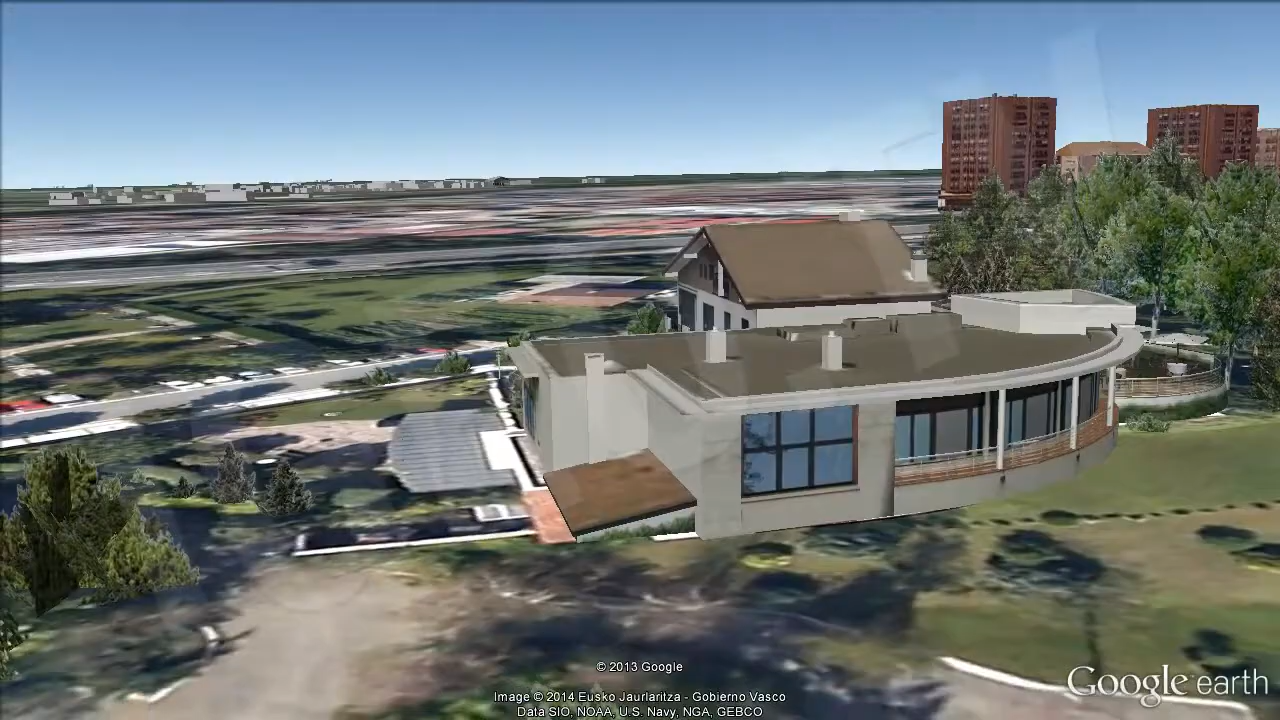 © 2013 Google
Image © 2014 Eusko Jaurlaritza - Gobierno Vasco
Data SIO, NOAA, U.S. Navy, NGA, GEBCO
Google earth